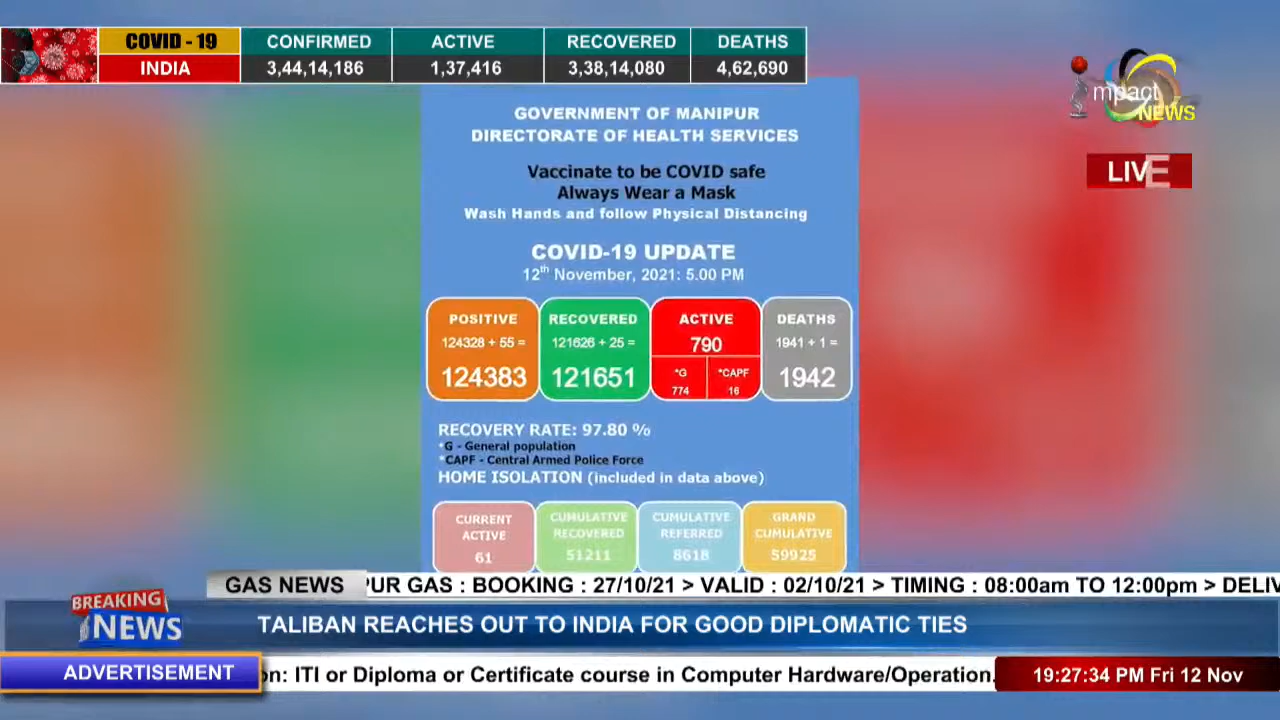 COVID - 19
CONFIRMED
ACTIVE
RECOVERED
DEATHS
INDIA
3,44,14,186
1,37,416
3,38,14,080
4,62,690
mpact
NEWS
LIVE
GOVERNMENT OF MANIPUR
DIRECTORATE OF HEALTH SERVICES
Vaccinate to be COVID safe
Always Wear a Mask
Wash Hands and follow Physical Distancing
COVID-19 UPDATE
12th November, 2021: 5.00 PM
POSITIVE
124328 + 55 =
124383
RECOVERED
121626 + 25 =
121651
ACTIVE
790
*G
774
*CAPF
16
DEATHS
1941 + 1 =
1942
RECOVERY RATE: 97.80 %
*G - General population
*CAPF - Central Armed Police Force
HOME ISOLATION (included in data above)
CURRENT
ACTIVE
61
CUMULATIVE
RECOVERED
51211
CUMULATIVE
REFERRED
8618
GRAND
CUMULATIVE
59925
GAS NEWS
PUR GAS : BOOKING : 27/10/21 > VALID : 02/10/21 > TIMING : 08:00am TO 12:00pm > DELIV
BREAKING
NEWS
TALIBAN REACHES OUT TO INDIA FOR GOOD DIPLOMATIC TIES
ADVERTISEMENT
n: ITI or Diploma or Certificate course in Computer Hardware/Operation.
19:27:34 PM Fri 12 Nov